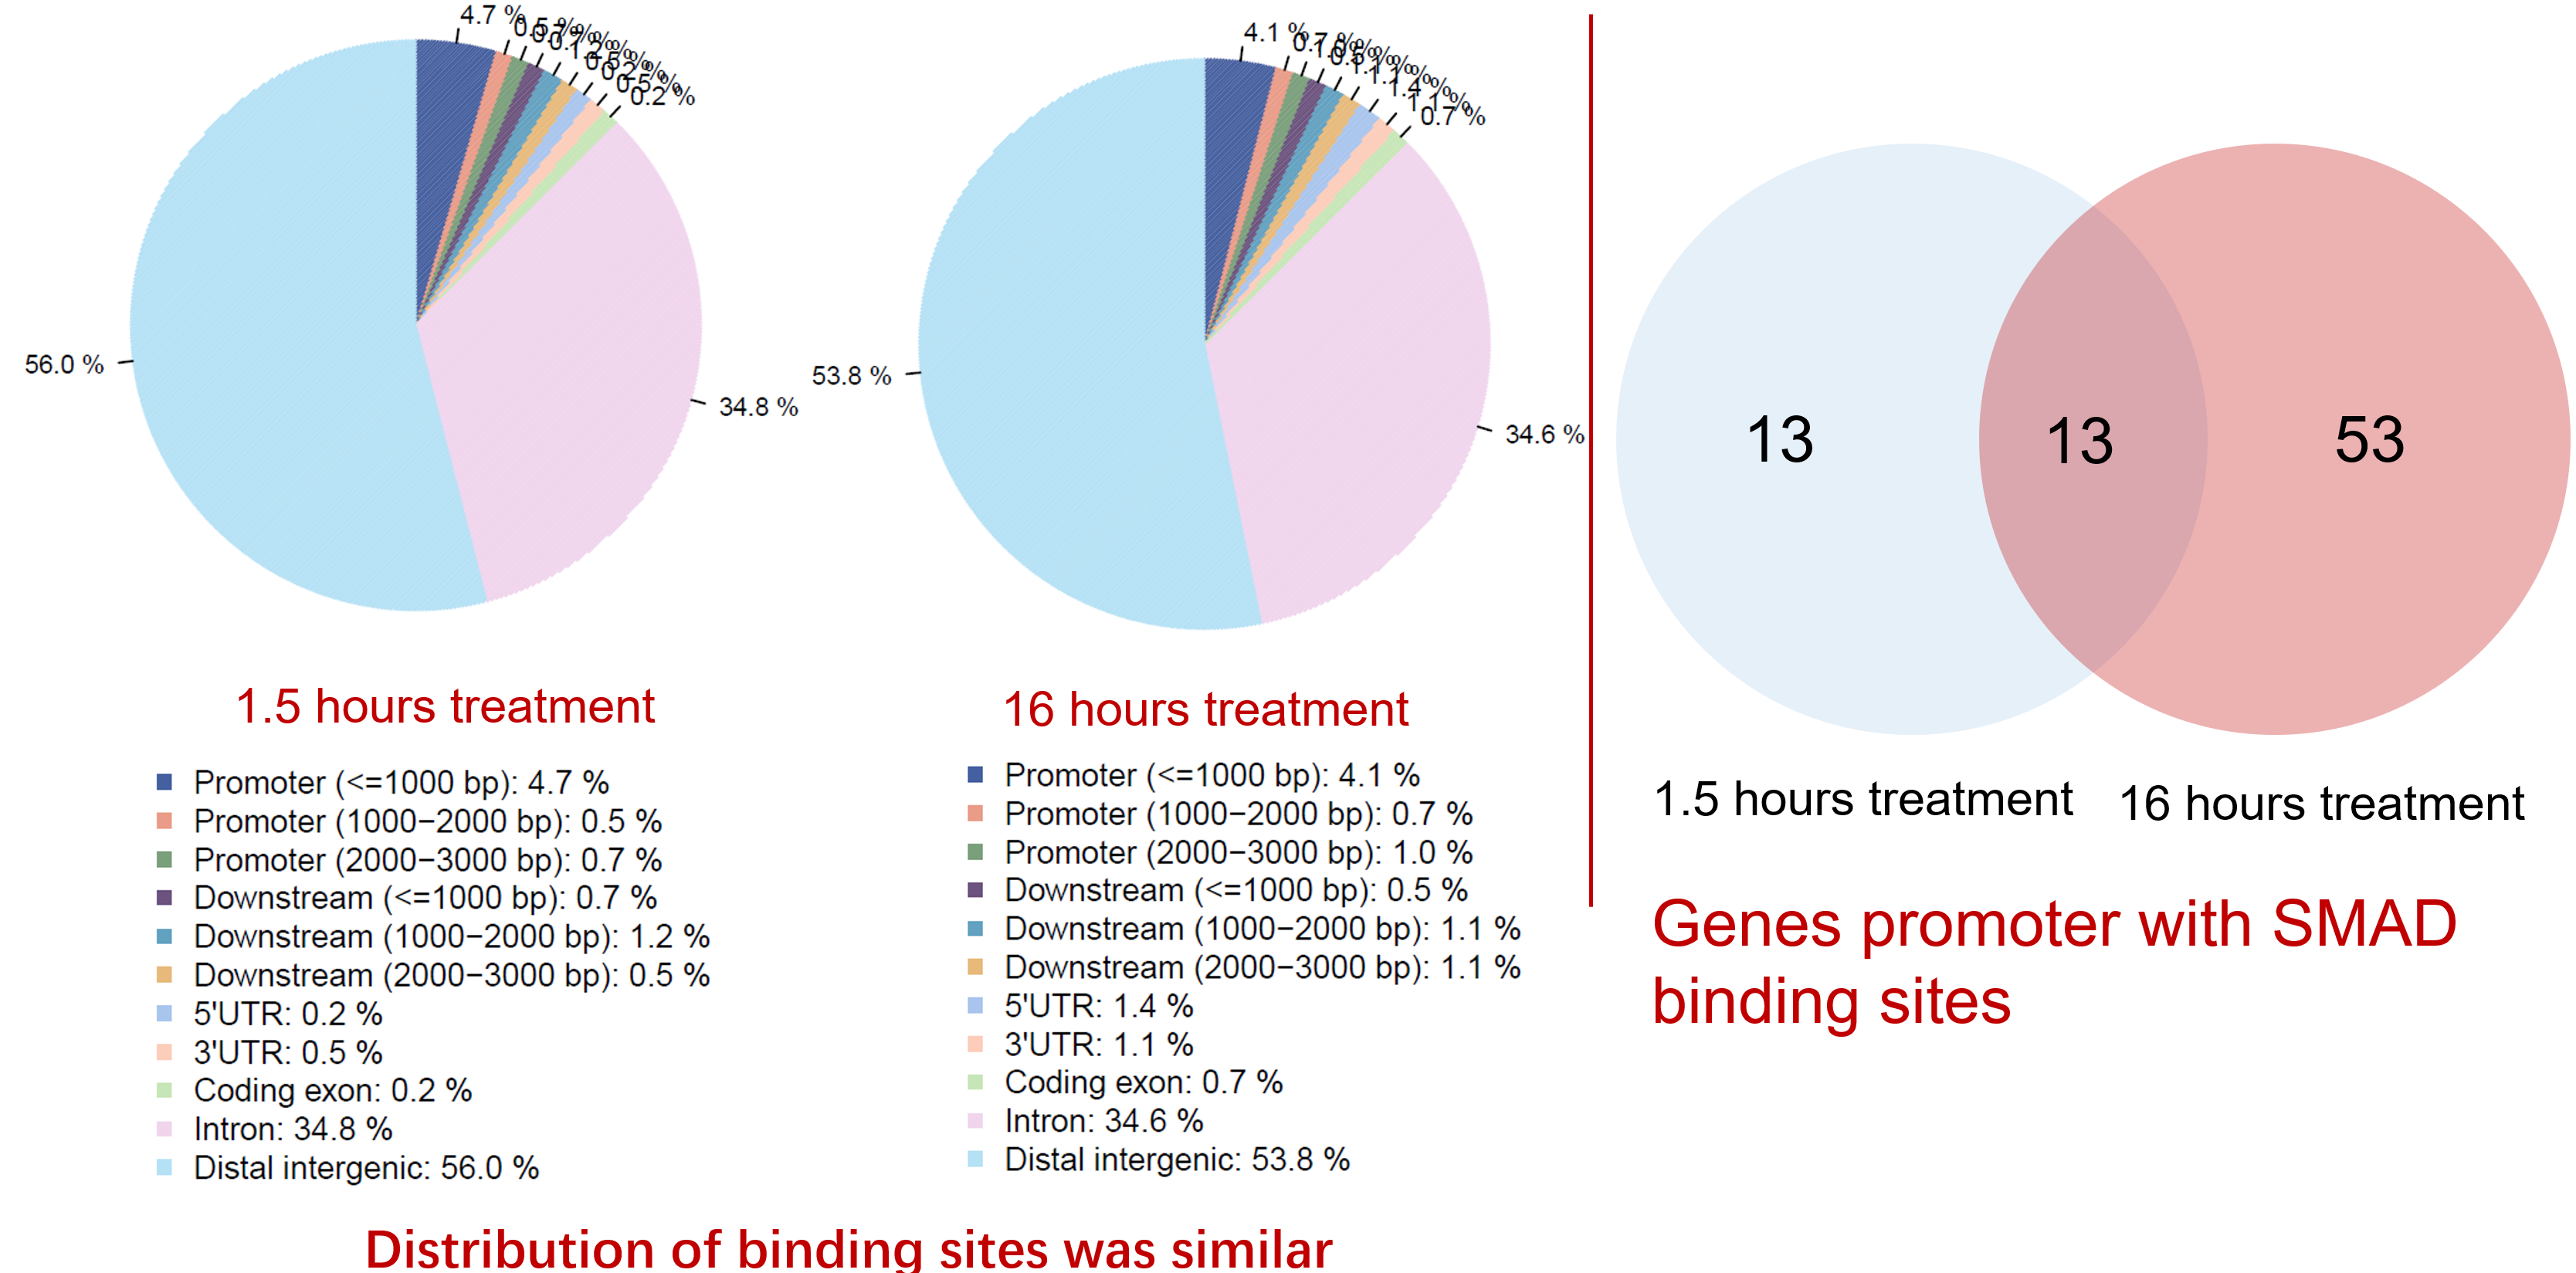 4.7 %
0.5 %
0.7 %
0.7 %
1.2 %
0.5 %
0.2 %
0.5 %
0.2 %
56.0 %
34.8 %
1.5 hours treatment
Promoter (<=1000 bp): 4.7 %
Promoter (1000−2000 bp): 0.5 %
Promoter (2000−3000 bp): 0.7 %
Downstream (<=1000 bp): 0.7 %
Downstream (1000−2000 bp): 1.2 %
Downstream (2000−3000 bp): 0.5 %
5'UTR: 0.2 %
3'UTR: 0.5 %
Coding exon: 0.2 %
Intron: 34.8 %
Distal intergenic: 56.0 %
4.1 %
0.7 %
1.0 %
0.5 %
1.1 %
1.1 %
1.4 %
1.1 %
0.7 %
53.8 %
34.6 %
16 hours treatment
Promoter (<=1000 bp): 4.1 %
Promoter (1000−2000 bp): 0.7 %
Promoter (2000−3000 bp): 1.0 %
Downstream (<=1000 bp): 0.5 %
Downstream (1000−2000 bp): 1.1 %
Downstream (2000−3000 bp): 1.1 %
5'UTR: 1.4 %
3'UTR: 1.1 %
Coding exon: 0.7 %
Intron: 34.6 %
Distal intergenic: 53.8 %
Distribution of binding sites was similar
13
13
53
1.5 hours treatment
16 hours treatment
Genes promoter with SMAD
binding sites